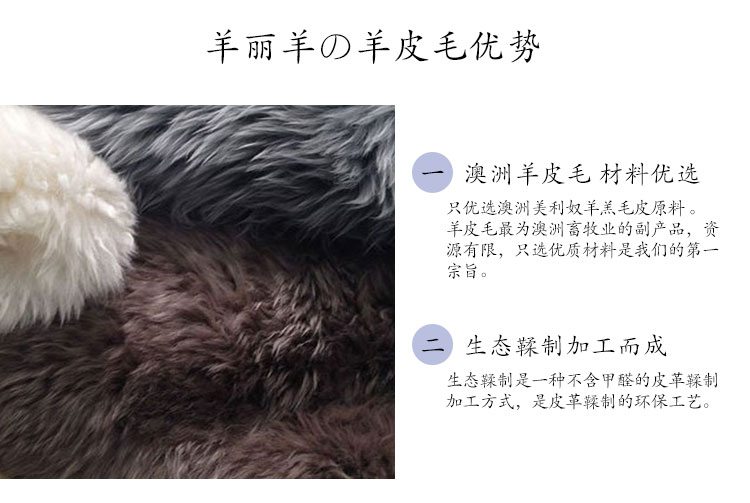 羊丽羊の羊皮毛优势
一 澳洲羊皮毛 材料优选
只优选澳洲美利奴羊羔毛皮原料。
羊皮毛最为澳洲畜牧业的副产品，资
源有限，只选优质材料是我们的第一
宗旨。
二 生态鞣制加工而成
生态鞣制是一种不含甲醛的皮革鞣制
加工方式，是皮革鞣制的环保工艺。